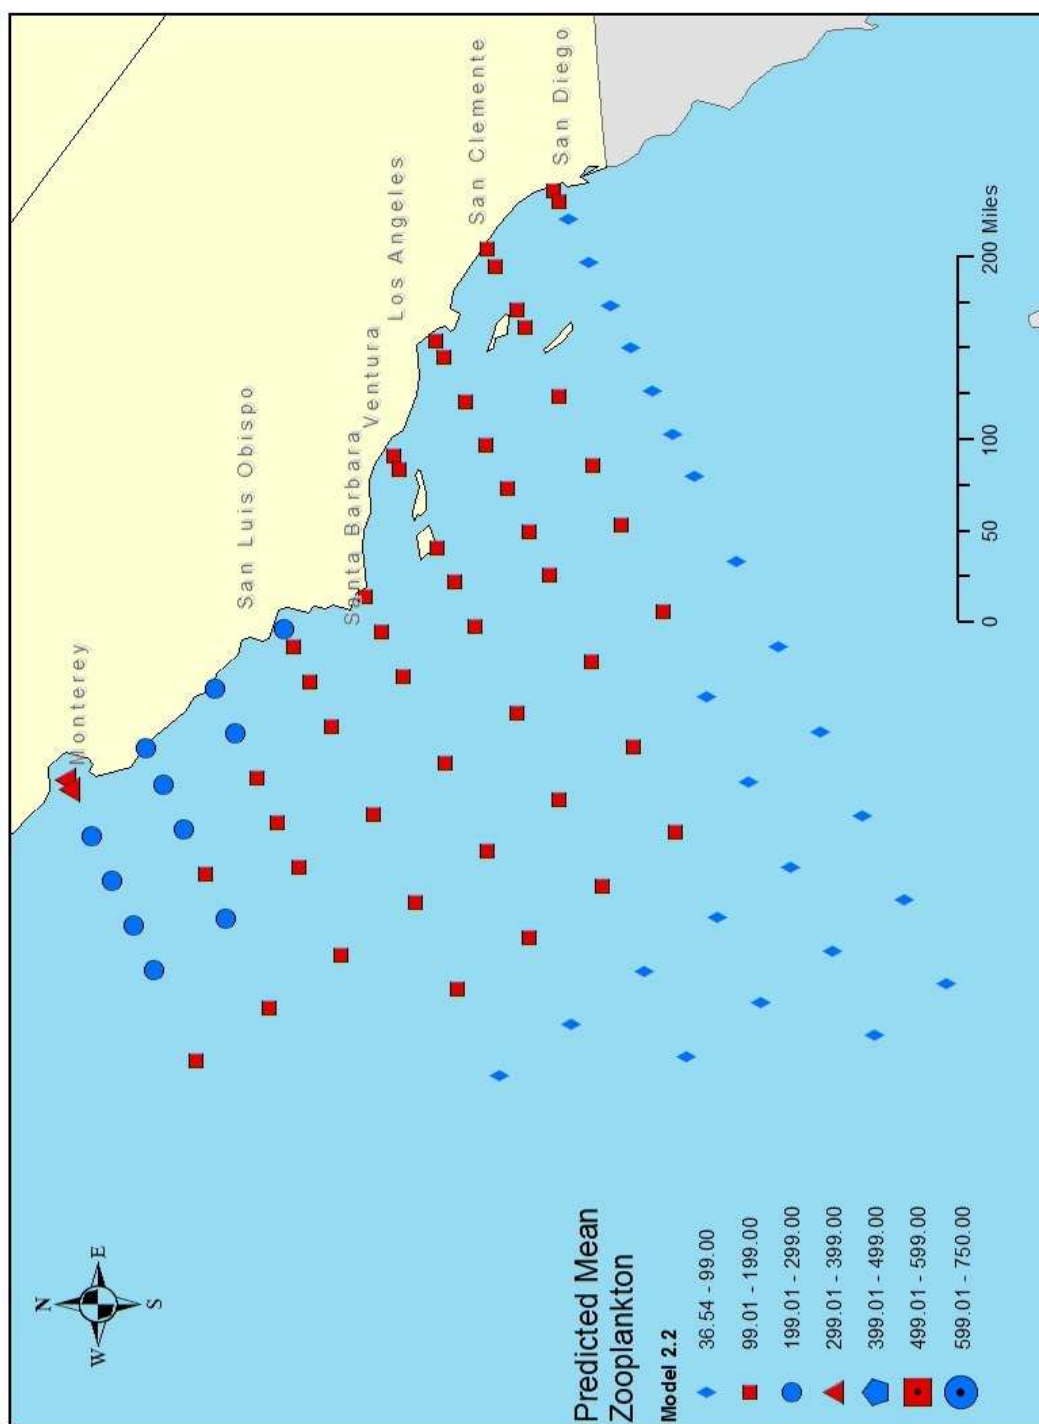 Monterey
San Luis Obispo
Santa Barbara
Ventura
Los Angeles
San Clemente
San Diego
N
W
E
S
Predicted Mean
Zooplankton
Model 2.2
36.54 - 99.00
99.01 - 199.00
199.01 - 299.00
299.01 - 399.00
399.01 - 499.00
499.01 - 599.00
599.01 - 750.00
0 50 100 200 Miles